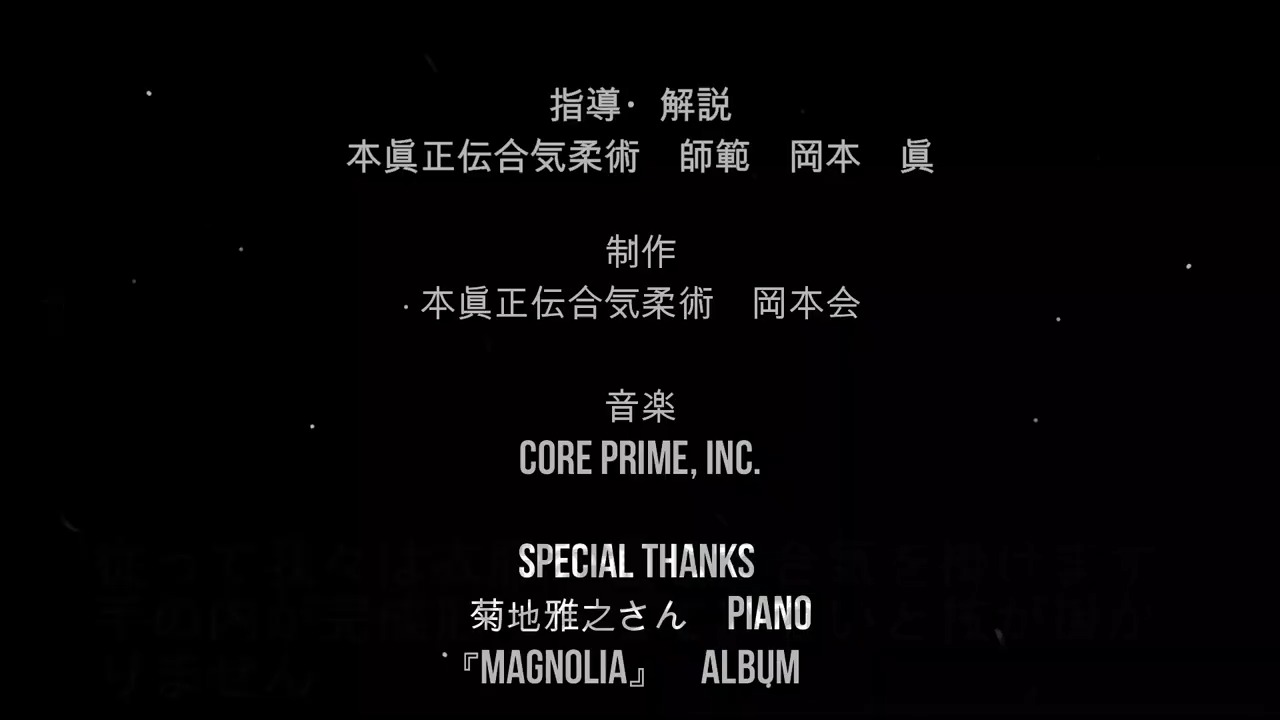 指導・ 解説
本眞正伝合気柔術　師範　岡本　眞
制作
本眞正伝合気柔術　岡本会
音楽
CORE PRIME, INC.
SPECIAL THANKS
菊地雅之さん　PIANO
『MAGNOLIA』　ALBUM